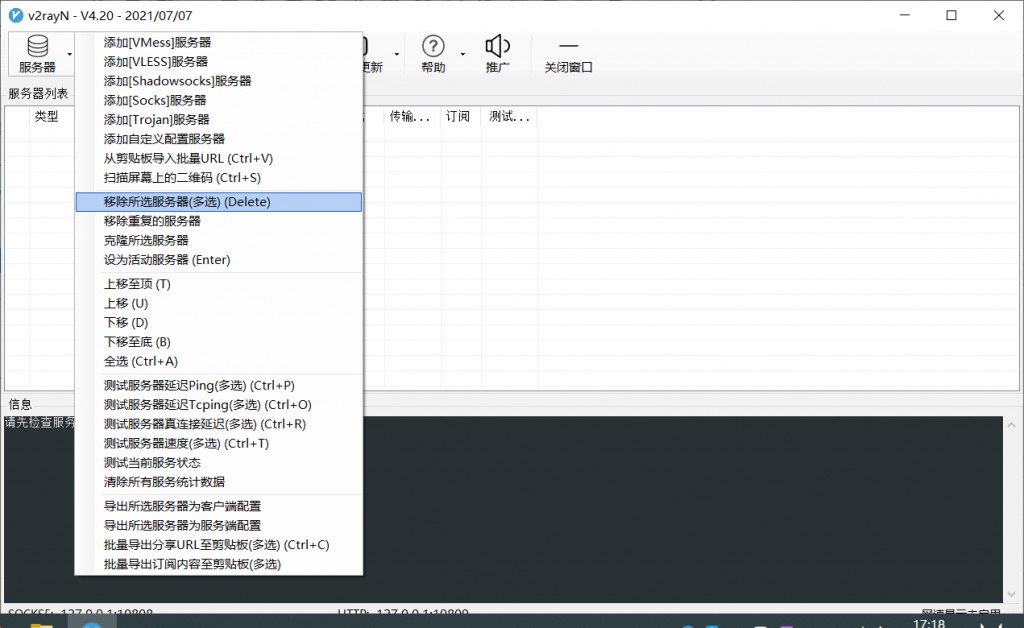 v2rayN - V4.20 - 2021/07/07
服务器
更新
帮助
推广
关闭窗口
服务器列表
类型
传输...
订阅
测试...
添加[VMess]服务器
添加[VLESS]服务器
添加[Shadowsocks]服务器
添加[Socks]服务器
添加[Trojan]服务器
添加自定义配置服务器
从剪贴板导入批量URL (Ctrl+V)
扫描屏幕上的二维码 (Ctrl+S)
移除所选服务器(多选) (Delete)
移除重复的服务器
克隆所选服务器
设为活动服务器 (Enter)
上移至顶 (T)
上移 (U)
下移 (D)
下移至底 (B)
全选 (Ctrl+A)
测试服务器延迟Ping(多选) (Ctrl+P)
测试服务器延迟Tcping(多选) (Ctrl+O)
测试服务器真连接延迟(多选) (Ctrl+R)
测试服务器速度(多选) (Ctrl+T)
测试当前服务状态
清除所有服务统计数据
导出所选服务器为客户端配置
导出所选服务器为服务端配置
批量导出分享URL至剪贴板(多选) (Ctrl+C)
批量导出订阅内容至剪贴板(多选)
信息
请先检查服务
SOCKS5: 127.0.0.1:10808
HTTP: 127.0.0.1:10809
网速显示未启用
17:18